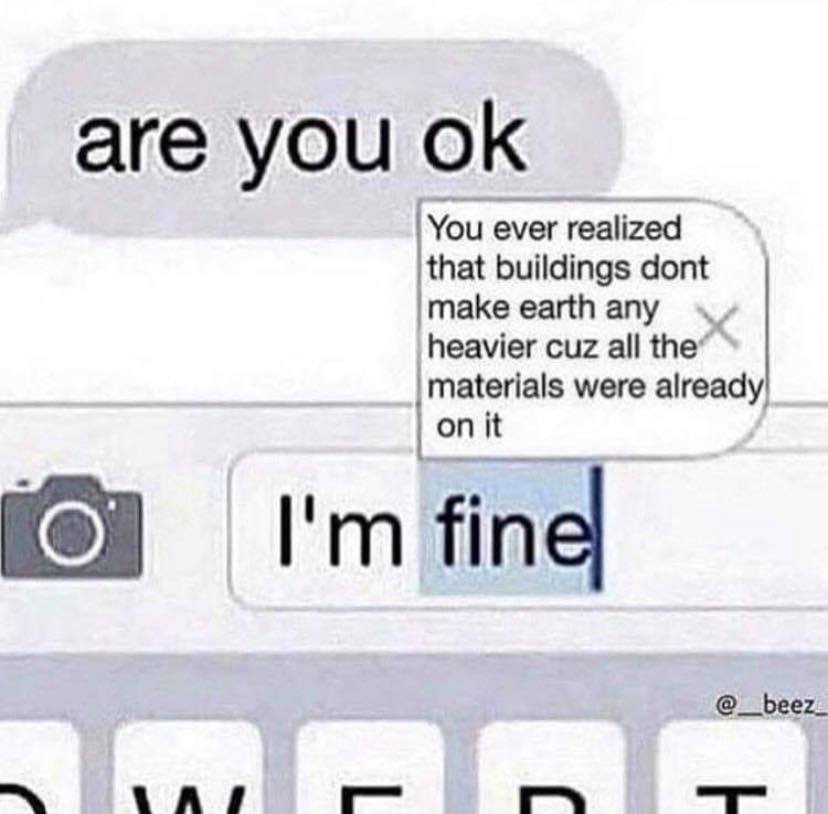 are you ok
You ever realized
that buildings dont
make earth any
heavier cuz all the
materials were already
on it
I'm fine
@__beez_
W
T